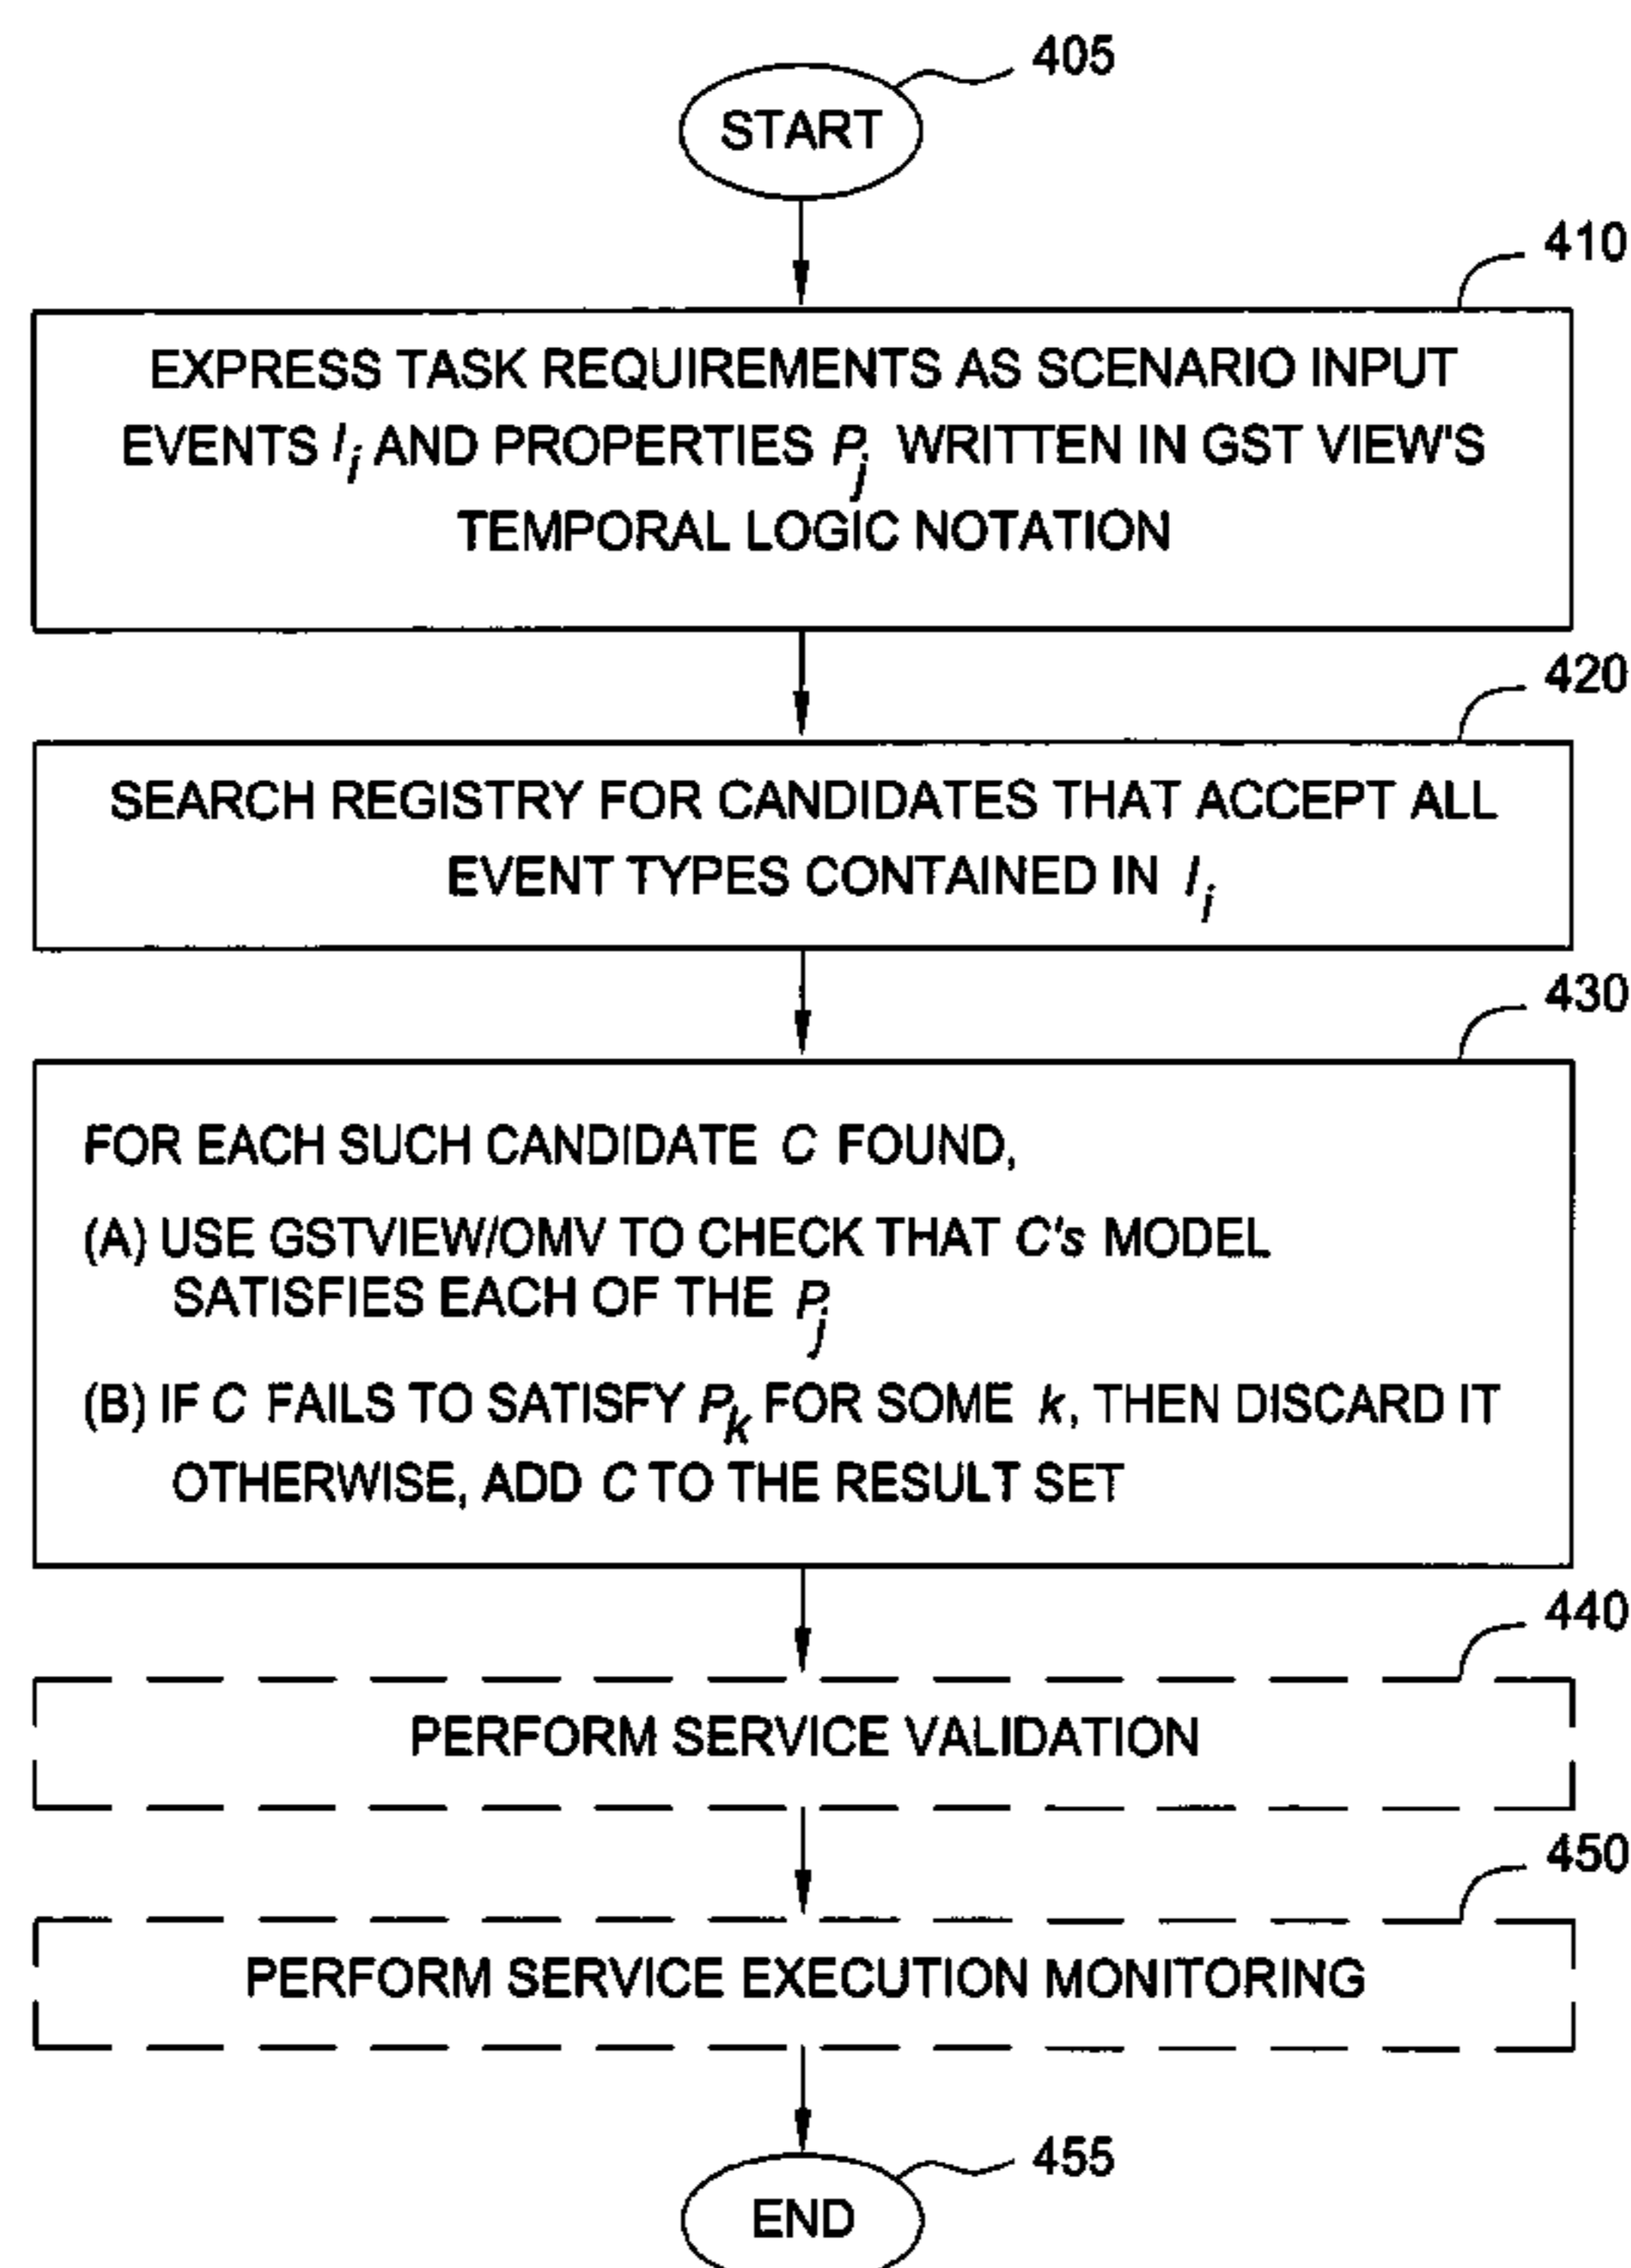 405
START
410
EXPRESS TASK REQUIREMENTS AS SCENARIO INPUT
EVENTS I_i AND PROPERTIES P_j WRITTEN IN GST VIEW'S
TEMPORAL LOGIC NOTATION
420
SEARCH REGISTRY FOR CANDIDATES THAT ACCEPT ALL
EVENT TYPES CONTAINED IN I_i
430
FOR EACH SUCH CANDIDATE C FOUND,
(A) USE GSTVIEW/OMV TO CHECK THAT C's MODEL
SATISFIES EACH OF THE P_j
(B) IF C FAILS TO SATISFY P_k FOR SOME k, THEN DISCARD IT
OTHERWISE, ADD C TO THE RESULT SET
440
PERFORM SERVICE VALIDATION
450
PERFORM SERVICE EXECUTION MONITORING
455
END